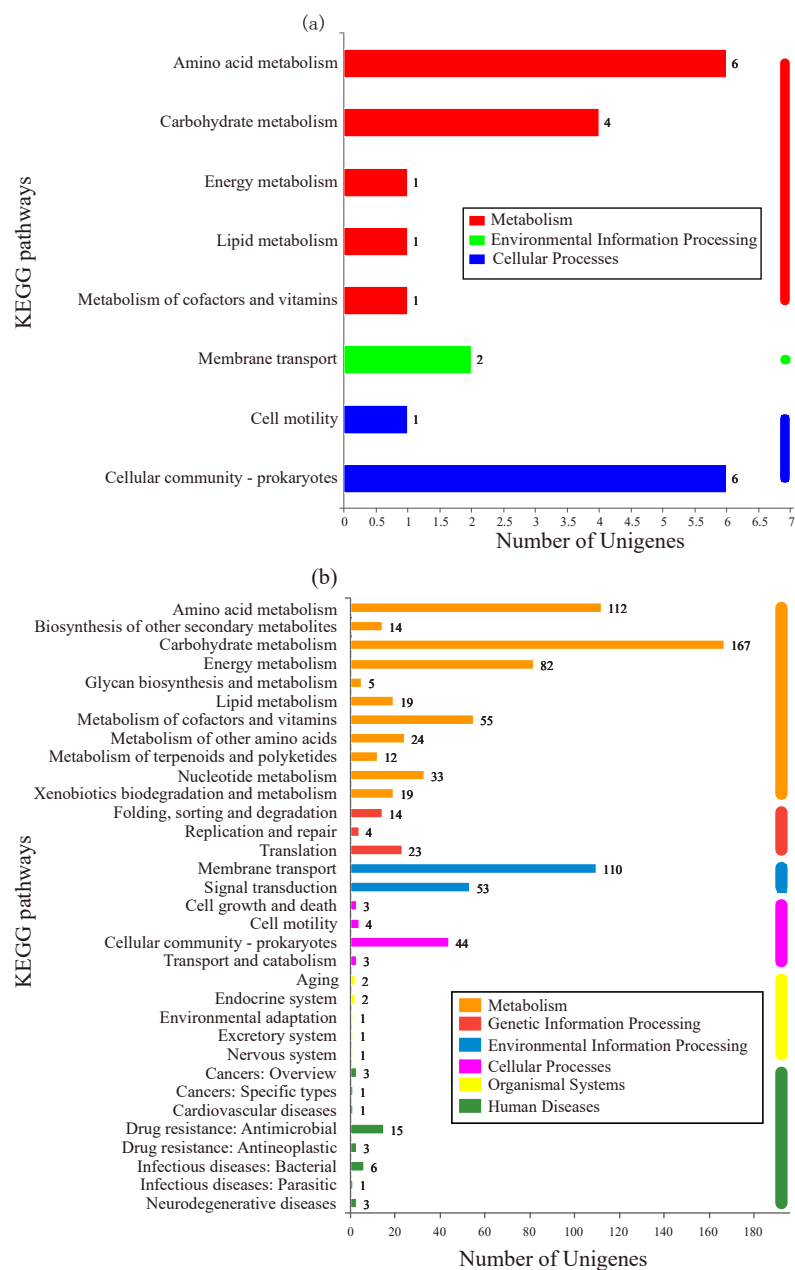 (a)
KEGG pathways
Amino acid metabolism 6
Carbohydrate metabolism 4
Energy metabolism 1
Lipid metabolism 1
Metabolism of cofactors and vitamins 1
Membrane transport 2
Cell motility 1
Cellular community - prokaryotes 6
Metabolism
Environmental Information Processing
Cellular Processes
0 0.5 1 1.5 2 2.5 3 3.5 4 4.5 5 5.5 6 6.5 7
Number of Unigenes
(b)
KEGG pathways
Amino acid metabolism 112
Biosynthesis of other secondary metabolites 14
Carbohydrate metabolism 167
Energy metabolism 82
Glycan biosynthesis and metabolism 5
Lipid metabolism 19
Metabolism of cofactors and vitamins 55
Metabolism of other amino acids 24
Metabolism of terpenoids and polyketides 12
Nucleotide metabolism 33
Xenobiotics biodegradation and metabolism 19
Folding, sorting and degradation 14
Replication and repair 4
Translation 23
Membrane transport 110
Signal transduction 53
Cell growth and death 3
Cell motility 4
Cellular community - prokaryotes 44
Transport and catabolism 3
Aging 2
Endocrine system 2
Environmental adaptation 1
Excretory system 1
Nervous system 1
Cancers: Overview 3
Cancers: Specific types 1
Cardiovascular diseases 1
Drug resistance: Antimicrobial 15
Drug resistance: Antineoplastic 3
Infectious diseases: Bacterial 6
Infectious diseases: Parasitic 1
Neurodegenerative diseases 3
Metabolism
Genetic Information Processing
Environmental Information Processing
Cellular Processes
Organismal Systems
Human Diseases
0 20 40 60 80 100 120 140 160 180
Number of Unigenes